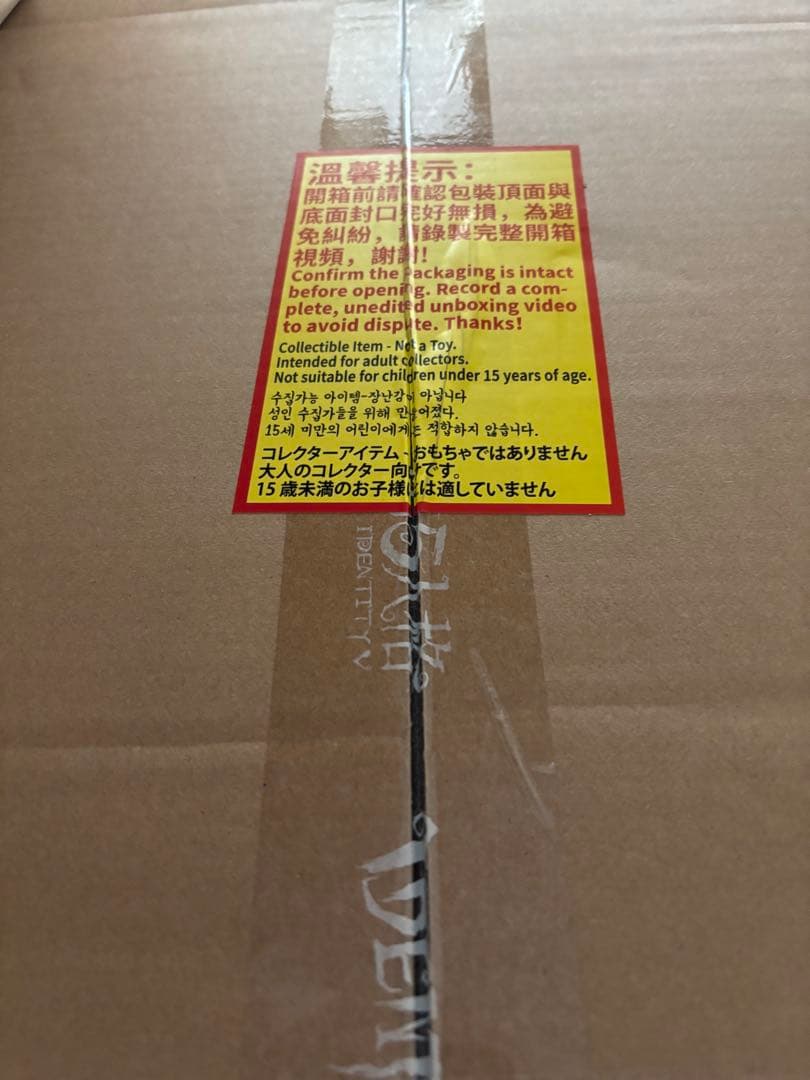 溫馨提示：
開箱前請確認包裝頂面與
底面封口完好無損，為避
免糾紛，請錄製完整開箱
視頻，謝謝!
Confirm the Packaging is intact
before opening. Record a com-
plete, unedited unboxing video
to avoid dispute. Thanks!
Collectible Item - Not a Toy.
Intended for adult collectors.
Not suitable for children under 15 years of age.
수집가능 아이템-장난감이 아닙니다
성인 수집가들을 위해 만들어졌다.
15세 미만의 어린이에게는 적합하지 않습니다.
コレクターアイテム - おもちゃではありません
大人のコレクター向けです。
15 歳未満のお子様には適していません
人格
IDENTITY V
IDENT